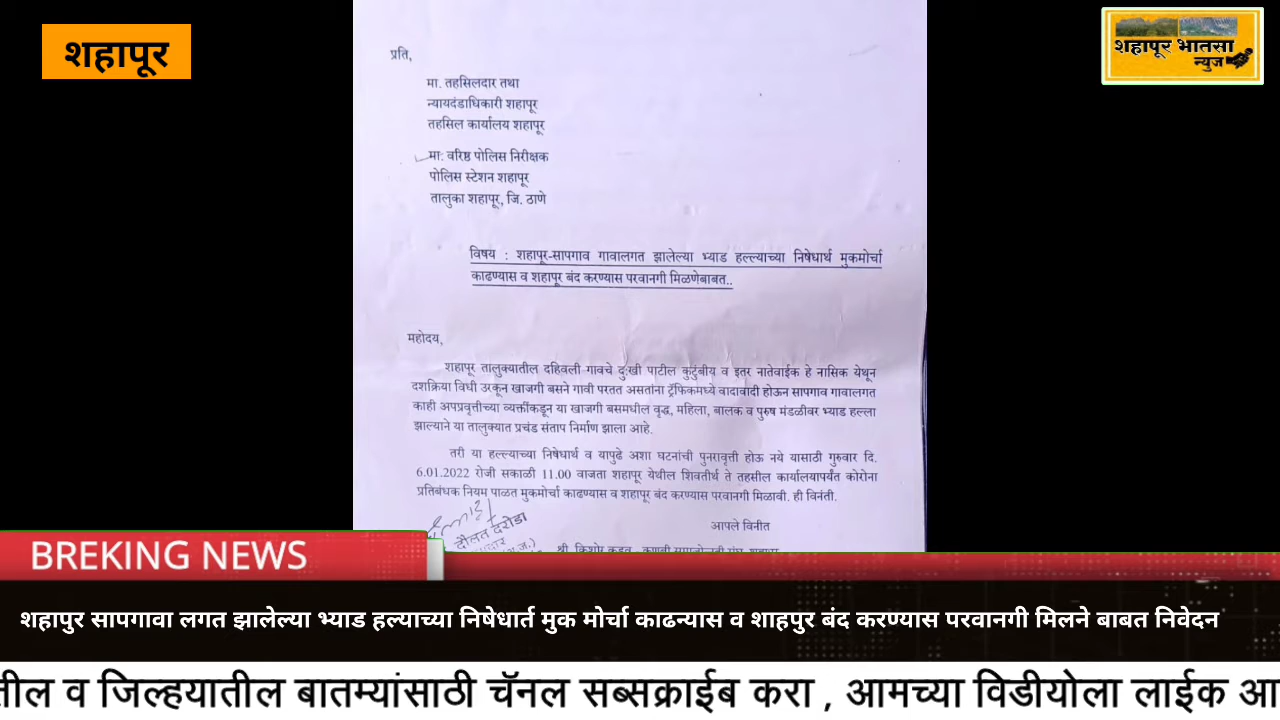 शहापूर
शहापूर भातसा
न्युज
प्रति,
मा. तहसिलदार तथा
न्यायदंडाधिकारी शहापूर
तहसिल कार्यालय शहापूर
मा. वरिष्ठ पोलिस निरीक्षक
पोलिस स्टेशन शहापूर
तालुका शहापूर, जि. ठाणे
विषय : शहापूर-सापगाव गावालगत झालेल्या भ्याड हल्ल्याच्या निषेधार्थ मुकमोर्चा
काढण्यास व शहापूर बंद करण्यास परवानगी मिळणेबाबत..
महोदय,
शहापूर तालुक्यातील दहिवली गावचे दुःखी पाटील कुटुंबीय व इतर नातेवाईक हे नासिक येथून
दशक्रिया विधी उरकून खाजगी बसने गावी परतत असतांना ट्रॅफिकमध्ये वादावादी होऊन सापगाव गावालगत
काही अपप्रवृत्तीच्या व्यक्तींकडून या खाजगी बसमधील वृद्ध, महिला, बालक व पुरुष मंडळीवर भ्याड हल्ला
झाल्याने या तालुक्यात प्रचंड संताप निर्माण झाला आहे.
तरी या हल्ल्याच्या निषेधार्थ व यापुढे अशा घटनांची पुनरावृत्ती होऊ नये यासाठी गुरुवार दि.
6.01.2022 रोजी सकाळी 11.00 वाजता शहापूर येथील शिवतीर्थ ते तहसील कार्यालयापर्यंत कोरोना
प्रतिबंधक नियम पाळत मुकमोर्चा काढण्यास व शहापूर बंद करण्यास परवानगी मिळावी. ही विनंती.
आपले विनीत
दौलत दरोडा
श्री. किशोर
BREKING NEWS
शहापुर सापगावा लगत झालेल्या भ्याड हल्याच्या निषेधार्त मुक मोर्चा काढन्यास व शाहपुर बंद करण्यास परवानगी मिलने बाबत निवेदन
तील व जिल्हयातील बातम्यांसाठी चॅनल सब्सक्राईब करा , आमच्या विडीयोला लाईक आ